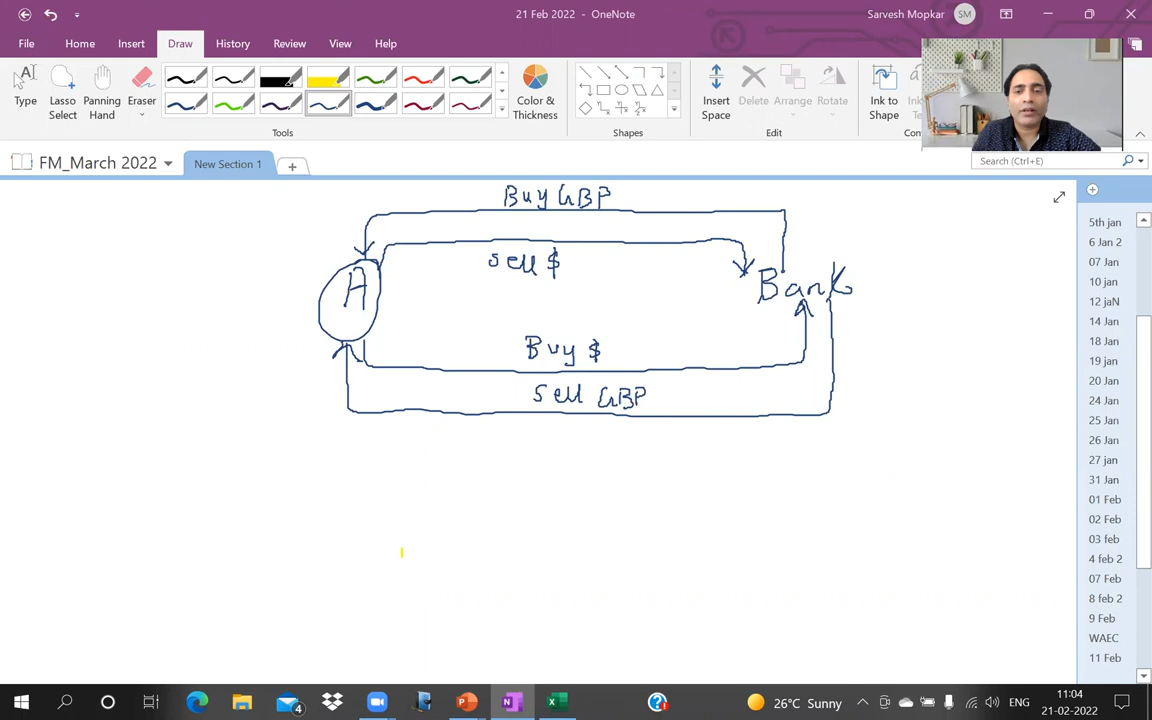 21 Feb 2022 - OneNote
Sarvesh Mopkar
SM
File
Home
Insert
Draw
History
Review
View
Help
Type
Lasso Select
Panning Hand
Eraser
Color & Thickness
Insert Space
Delete
Arrange
Rotate
Ink to Shape
Tools
Shapes
Edit
FM_March 2022
New Section 1
Search (Ctrl+E)
Buy GBP
sell $
A
Bank
Buy $
Sell GBP
5th jan
6 Jan 2
07 Jan
10 jan
12 jaN
14 Jan
18 Jan
19 jan
20 Jan
24 Jan
25 Jan
26 Jan
27 jan
31 Jan
01 Feb
02 Feb
03 feb
4 feb 2
07 Feb
8 feb 2
9 Feb
WAEC
11 Feb
4
26°C Sunny
ENG
11:04
21-02-2022